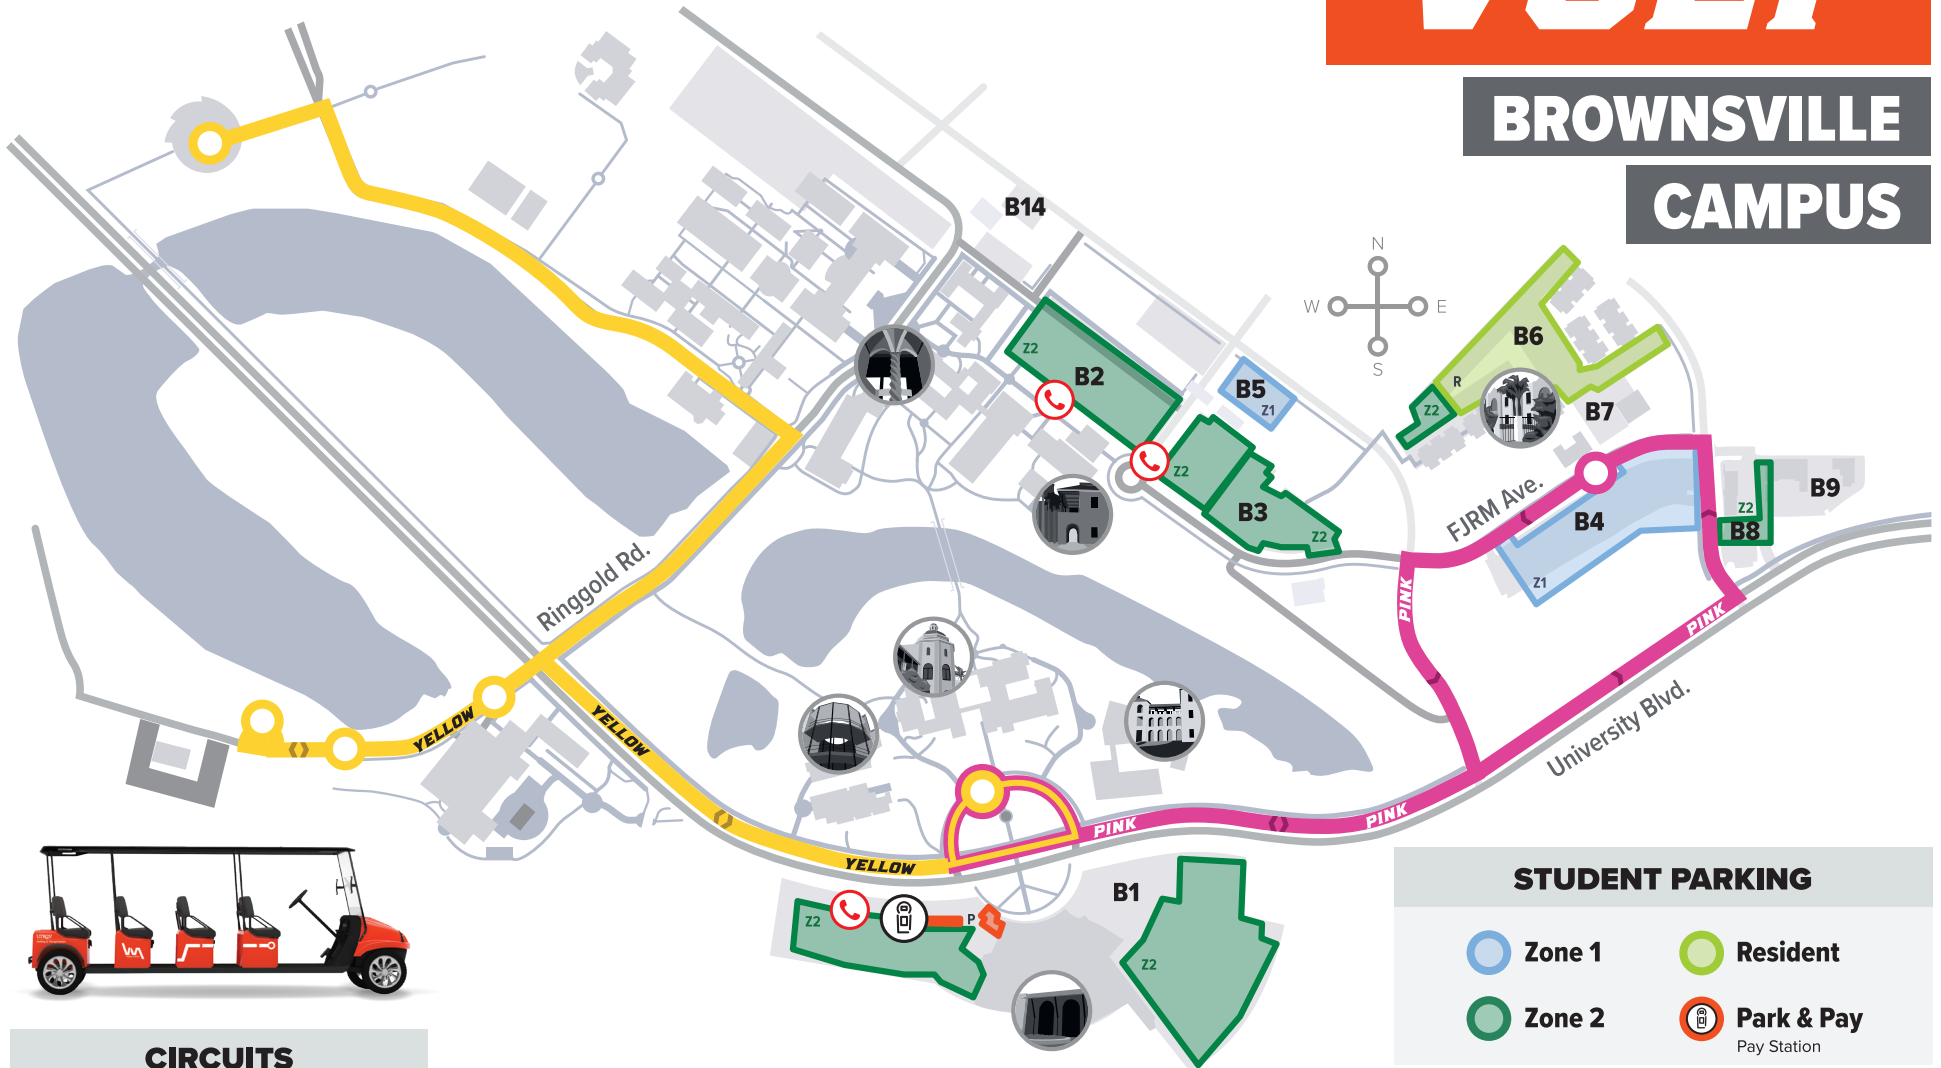 VOLT
BROWNSVILLE
CAMPUS
B14
N
W
E
S
Z2
B2
B5
Z1
B6
R
Z2
B7
Z2
B3
Z2
FJRM Ave.
B4
Z1
Z2
B8
B9
Ringgold Rd.
PINK
PINK
University Blvd.
YELLOW
YELLOW
YELLOW
PINK
PINK
B1
Z2
P
Z2
STUDENT PARKING
Zone 1
Resident
Zone 2
Park & Pay
Pay Station
CIRCUITS